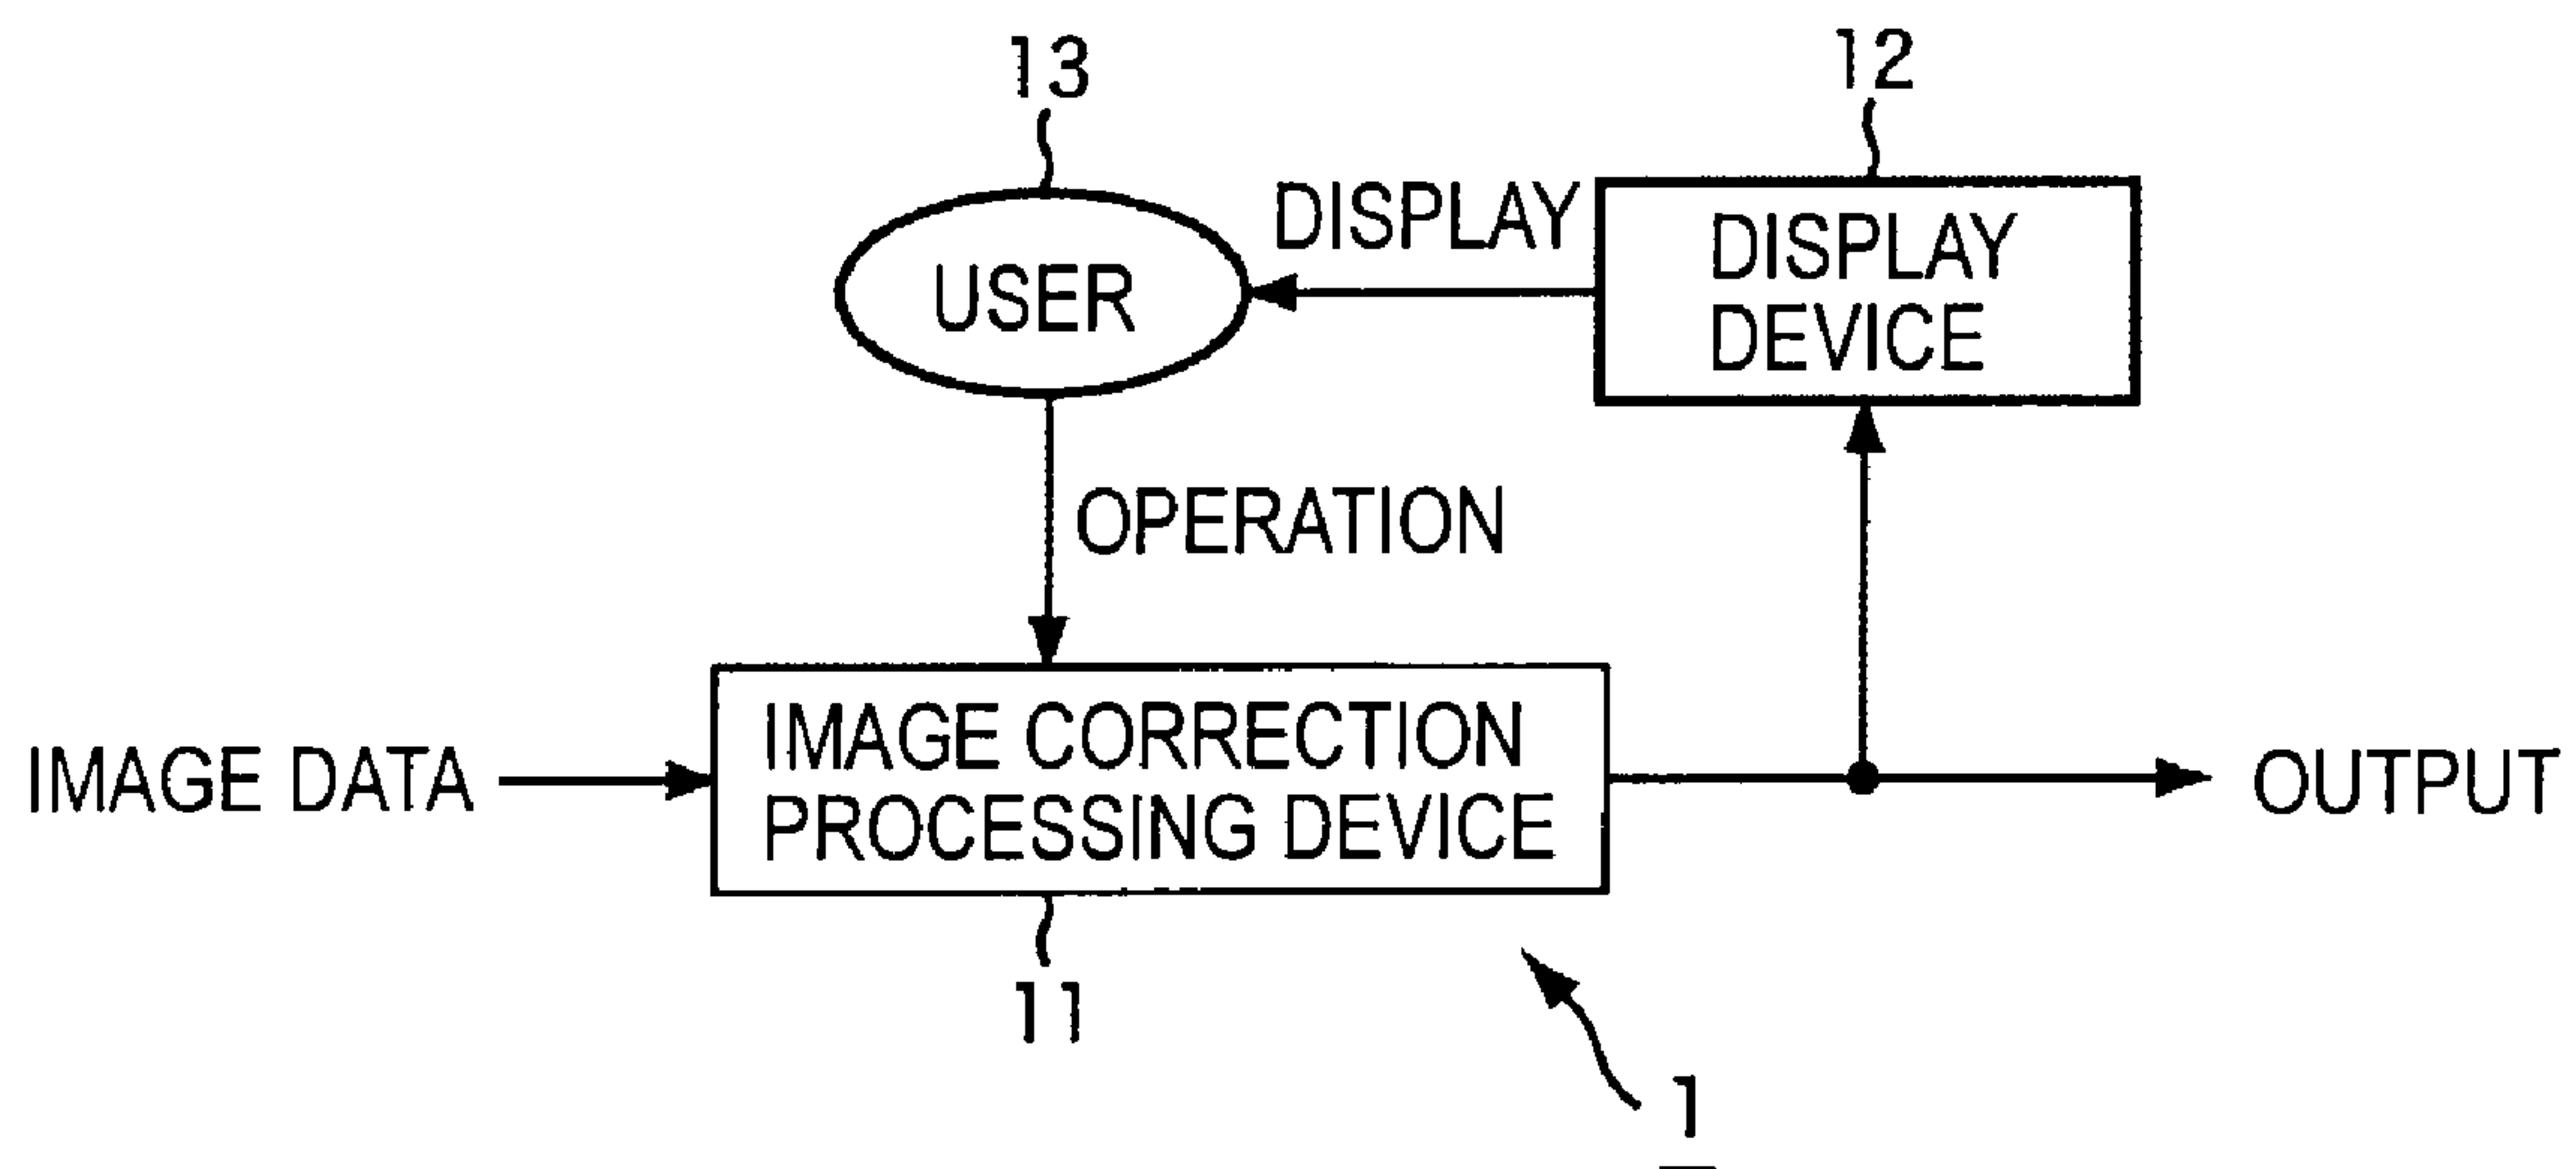 13
12
DISPLAY
USER
DISPLAY
DEVICE
OPERATION
IMAGE DATA
IMAGE CORRECTION
PROCESSING DEVICE
OUTPUT
11
1